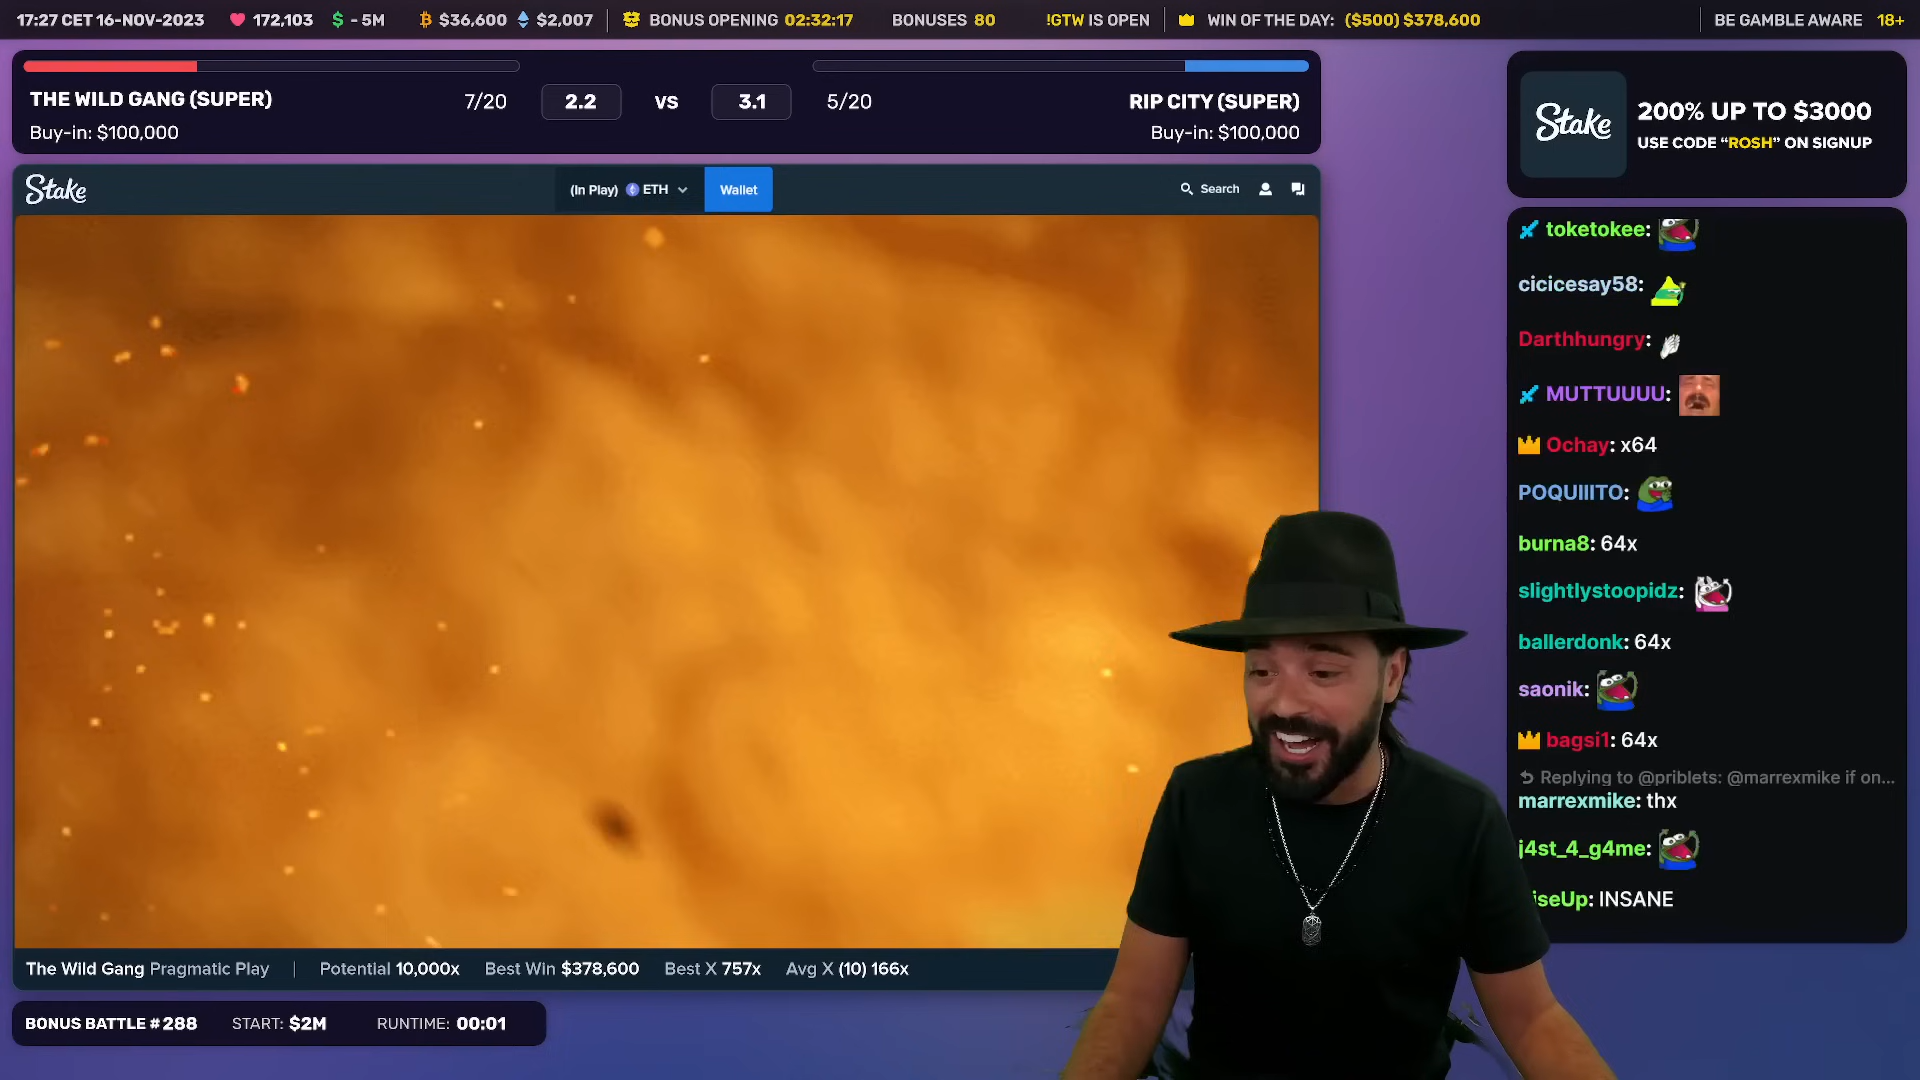 17:27 CET 16-NOV-2023 172,103 $ - 5M $36,600 $2,007 BONUS OPENING 02:32:17 BONUSES 80 !GTW IS OPEN WIN OF THE DAY: ($500) $378,600 BE GAMBLE AWARE 18+
THE WILD GANG (SUPER) 7/20 2.2 VS 3.1 5/20 RIP CITY (SUPER)
Buy-in: $100,000 Buy-in: $100,000
Stake
200% UP TO $3000
USE CODE "ROSH" ON SIGNUP
Stake (In Play) ETH Wallet Search
toketokee:
cicicesay58:
Darthhungry:
MUTTUUUU:
Ochay: x64
POQUIIITO:
burna8: 64x
slightlystoopidz:
ballerdonk: 64x
saonik:
bagsi1: 64x
Replying to @priblets: @marrexmike if on...
marrexmike: thx
j4st_4_g4me:
iseUp: INSANE
The Wild Gang Pragmatic Play | Potential 10,000x Best Win $378,600 Best X 757x Avg X (10) 166x
BONUS BATTLE #288 START: $2M RUNTIME: 00:01